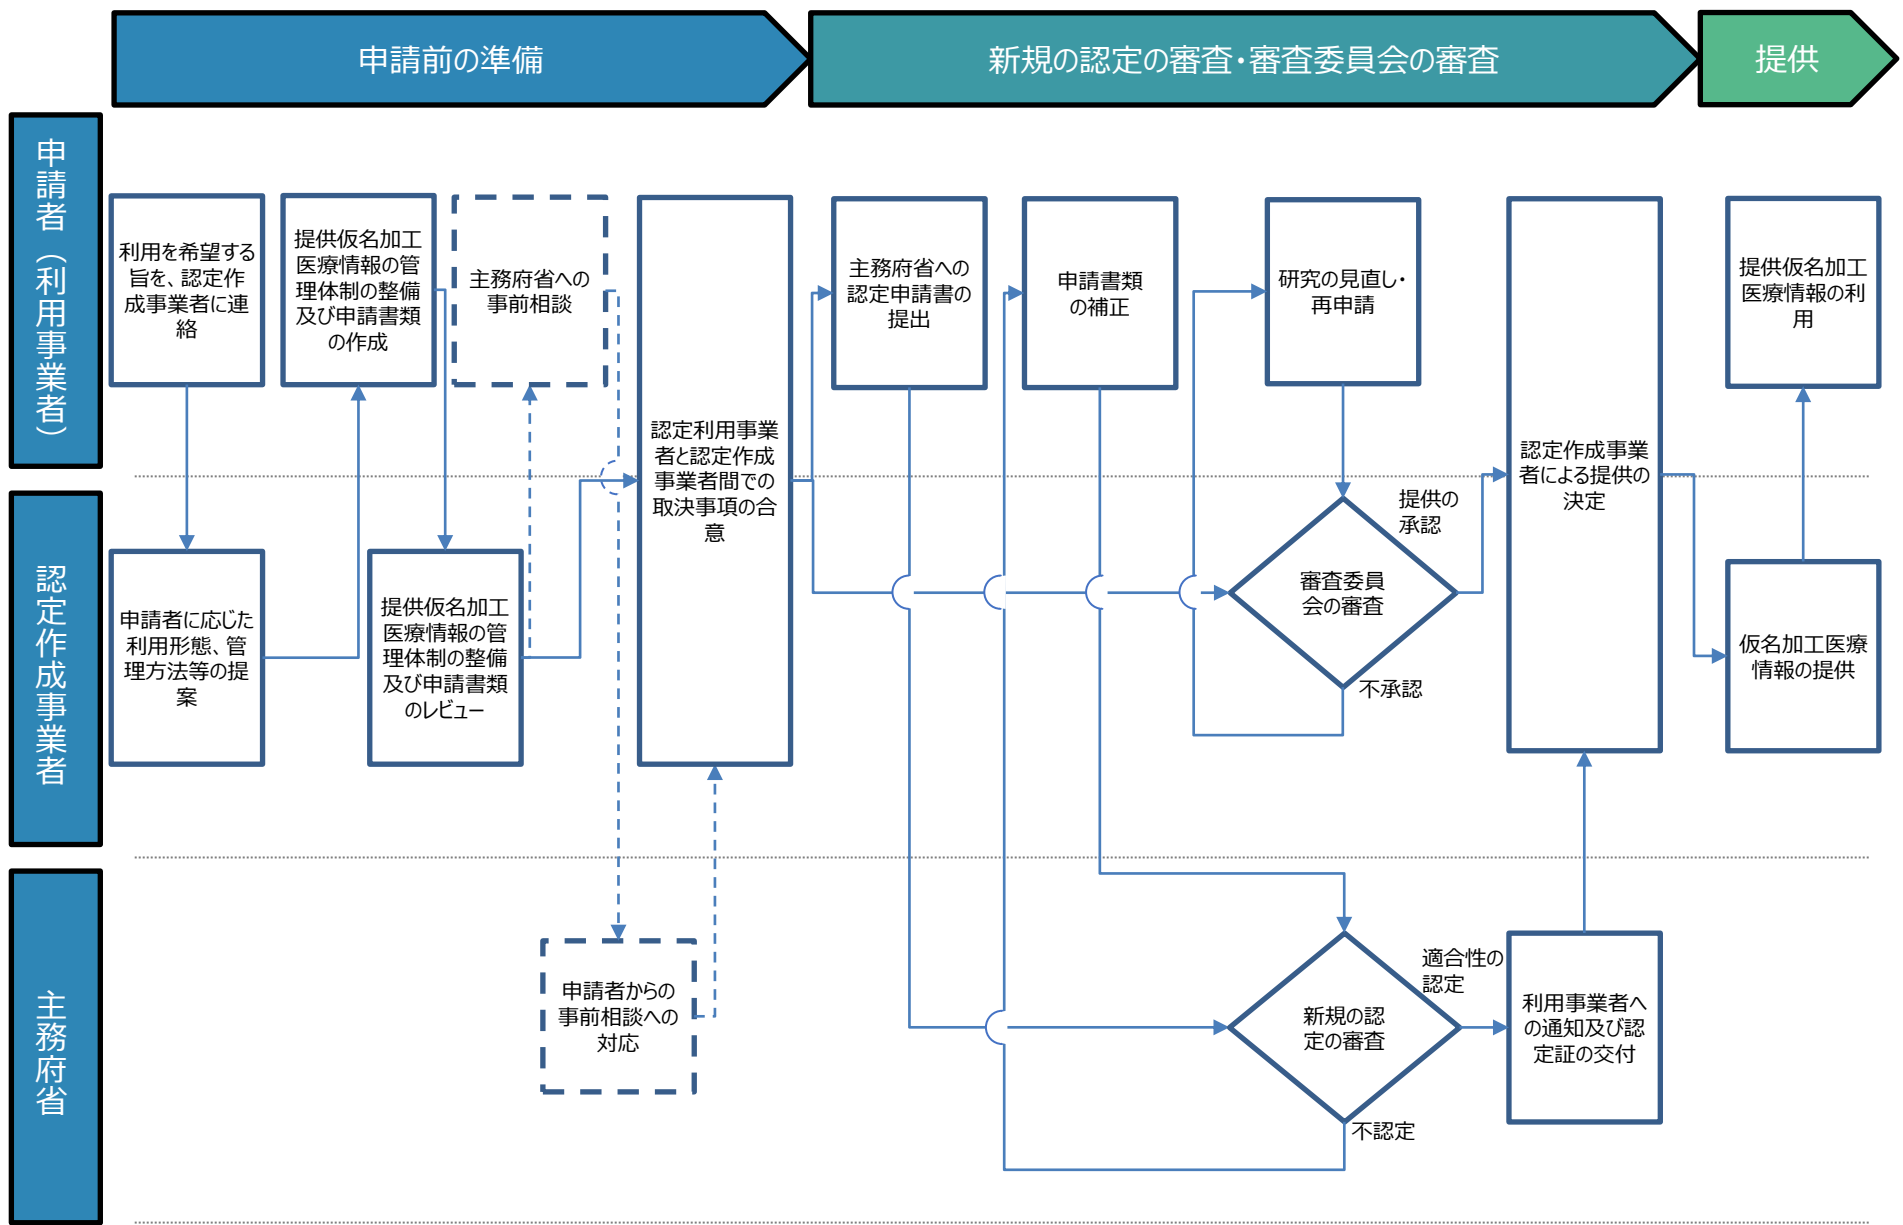 申請前の準備
新規の認定の審査・審査委員会の審査
提供
申請者（利用事業者）
利用を希望する
旨を、認定作
成事業者に連
絡
提供仮名加工
医療情報の管
理体制の整備
及び申請書類
の作成
主務府省への
事前相談
認定利用事業
者と認定作成
事業者間での
取決事項の合
意
主務府省への
認定申請書の
提出
申請書類
の補正
研究の見直し・
再申請
認定作成事業
者による提供の
決定
提供仮名加工
医療情報の利
用
認定作成事業者
申請者に応じた
利用形態、管
理方法等の提
案
提供仮名加工
医療情報の管
理体制の整備
及び申請書類
のレビュー
審査委員
会の審査
提供の
承認
不承認
仮名加工医療
情報の提供
主務府省
申請者からの
事前相談への
対応
新規の認
定の審査
適合性の
認定
不認定
利用事業者へ
の通知及び認
定証の交付